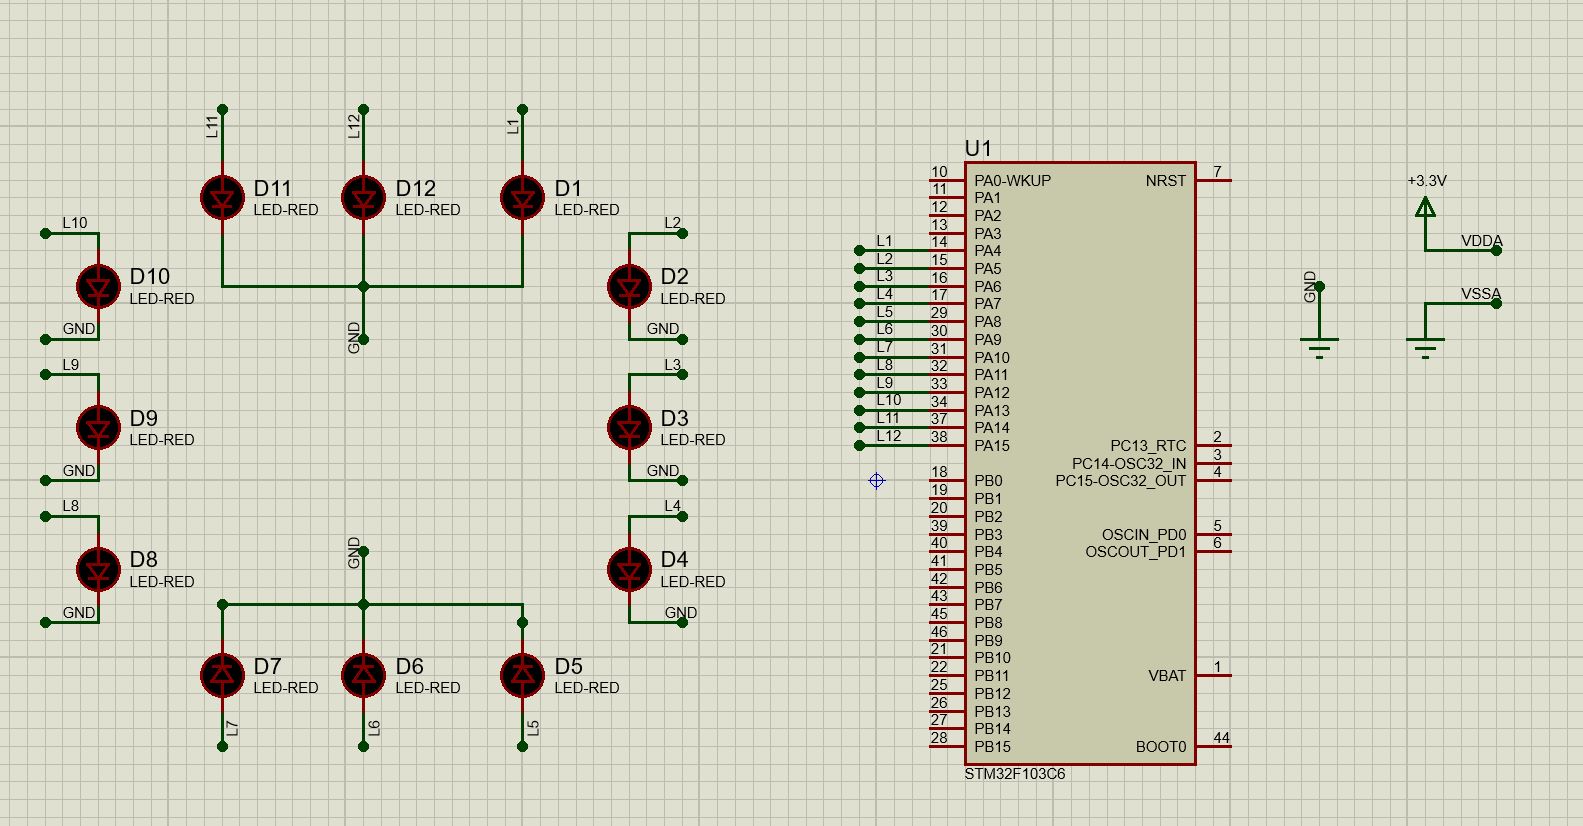 L11
L12
L1
D11
LED-RED
D12
LED-RED
D1
LED-RED
L10
D10
LED-RED
GND
L2
D2
LED-RED
GND
GND
L9
D9
LED-RED
GND
L3
D3
LED-RED
GND
L8
D8
LED-RED
GND
L4
D4
LED-RED
GND
GND
D7
LED-RED
D6
LED-RED
D5
LED-RED
L7
L6
L5
U1
10 PA0-WKUP NRST 7
11 PA1
12 PA2
13 PA3
L1 14 PA4
L2 15 PA5
L3 16 PA6
L4 17 PA7
L5 29 PA8
L6 30 PA9
L7 31 PA10
L8 32 PA11
L9 33 PA12
L10 34 PA13
L11 37 PA14
L12 38 PA15 PC13_RTC 2
PC14-OSC32_IN 3
18 PB0 PC15-OSC32_OUT 4
19 PB1
20 PB2
39 PB3 OSCIN_PD0 5
40 PB4 OSCOUT_PD1 6
41 PB5
42 PB6
43 PB7
45 PB8
46 PB9
21 PB10
22 PB11 VBAT 1
25 PB12
26 PB13
27 PB14
28 PB15 BOOT0 44
STM32F103C6
+3.3V
VDDA
GND
VSSA